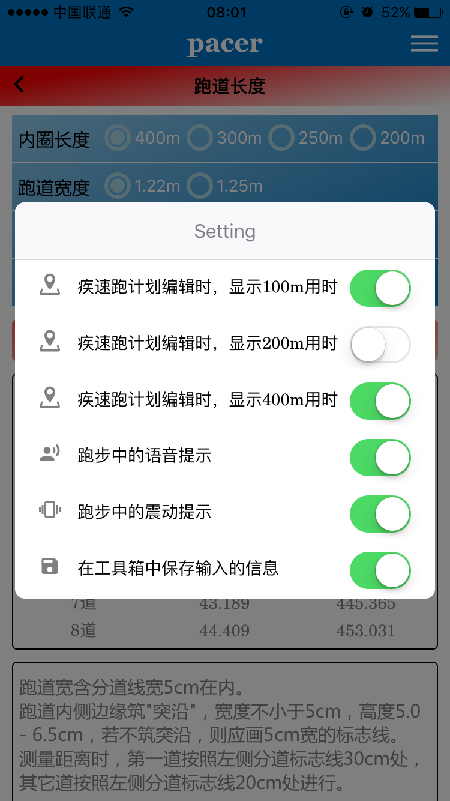 中国联通 08:01 52%
pacer
跑道长度
内圈长度 400m 300m 250m 200m
跑道宽度 1.22m 1.25m
Setting
疾速跑计划编辑时，显示100m用时
疾速跑计划编辑时，显示200m用时
疾速跑计划编辑时，显示400m用时
跑步中的语音提示
跑步中的震动提示
在工具箱中保存输入的信息
7道 43.189 445.365
8道 44.409 453.031
跑道宽含分道线宽5cm在内。
跑道内侧边缘筑"突沿"，宽度不小于5cm，高度5.0
- 6.5cm，若不筑突沿，则应画5cm宽的标志线。
测量距离时，第一道按照左侧分道标志线30cm处，
其它道按照左侧分道标志线20cm处进行。